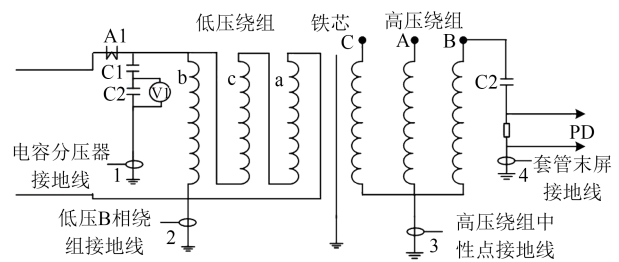 低压绕组
铁芯
高压绕组
A1
C
A
B
C1
C2
V1
b
c
a
C2
PD
电容分压器
接地线
1
套管末屏
接地线
4
低压B相绕
组接地线
2
3
高压绕组中
性点接地线